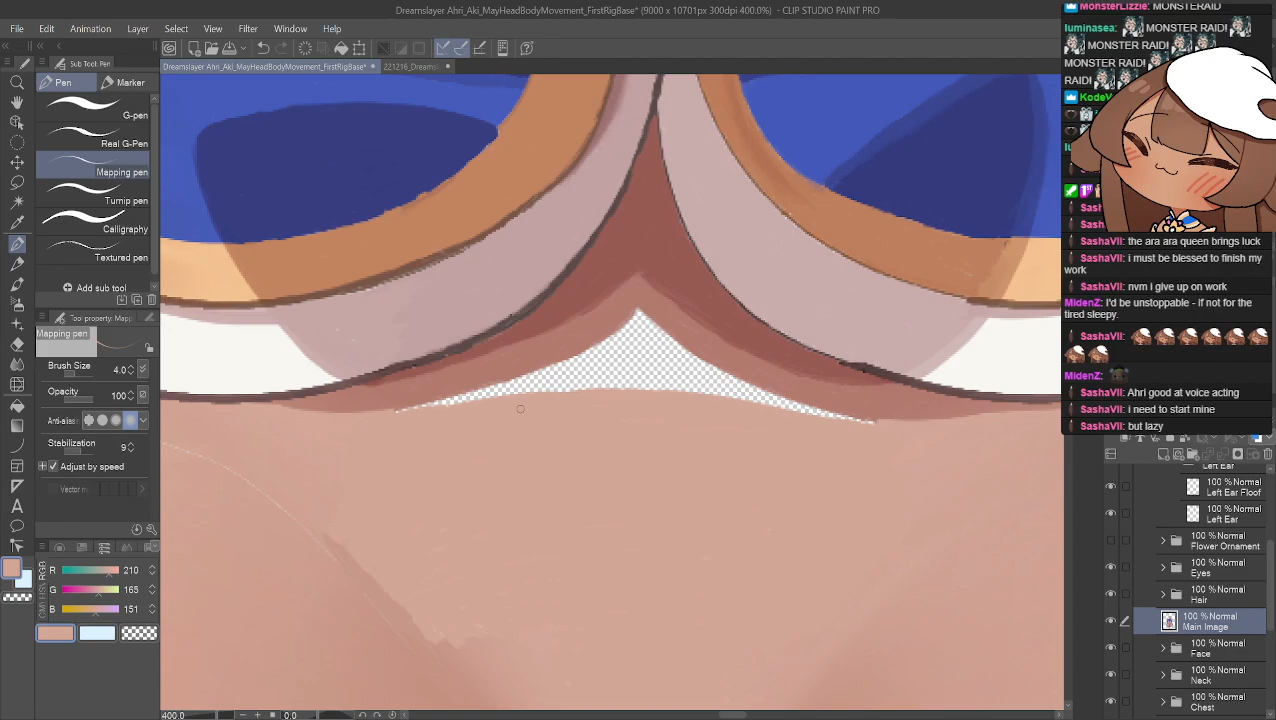 Dreamslayer Ahri_Aki_MayHeadBodyMovement_FirstRigBase* (9000 x 10701px 300dpi 400.0%) - CLIP STUDIO PAINT PRO
File Edit Animation Layer Select View Filter Window Help
Sub Tool Pen
Dreamslayer Ahri_Aki_MayHeadBodyMovement_FirstRigBase*
221216_Dreams
Pen
Marker
G-pen
Real G-Pen
Mapping pen
Turnip pen
Calligraphy
Textured pen
Add sub tool
Tool property: Mapp
Mapping pen
Brush Size
4.0
Opacity
100
Anti-alias
Stabilization
9
Adjust by speed
Vector m
R
210
G
165
B
151
400.0
0.0
MonsterLizzie: MONSTERAID
luminasea: MONSTER RAID!
MONSTER RAID!
MONSTER RAID!
RAID!
SashaVII: the ara ara queen brings luck
SashaVII: i must be blessed to finish my
work
SashaVII: nvm i give up on work
MidenZ: I'd be unstoppable - if not for the
tired sleepy.
SashaVII:
MidenZ:
SashaVII: Ahri good at voice acting
SashaVII: i need to start mine
SashaVII: but lazy
Left Ear
100 % Normal
Left Ear Floof
100 % Normal
Left Ear
100 % Normal
Flower Ornament
100 % Normal
Eyes
100 % Normal
Hair
100 % Normal
Main Image
100 % Normal
Face
100 % Normal
Neck
100 % Normal
Chest